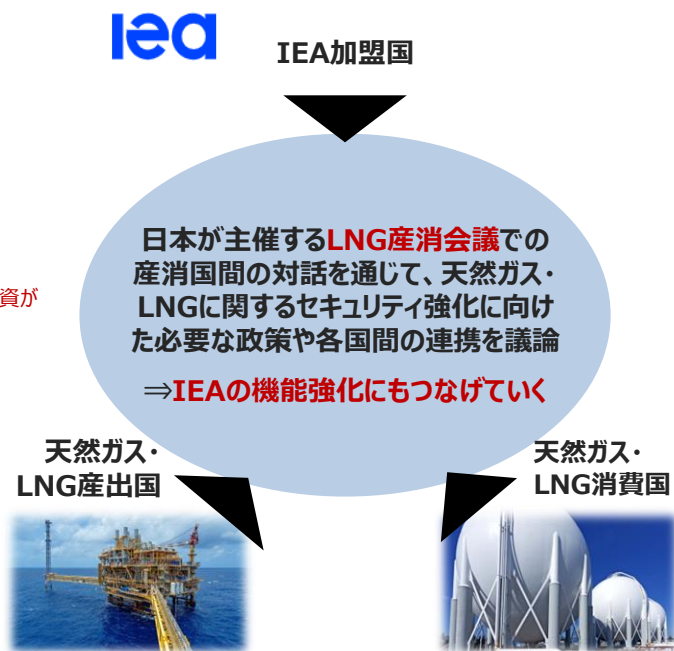 iea
IEA加盟国
日本が主催するLNG産消会議での
産消国間の対話を通じて、天然ガス・
LNGに関するセキュリティ強化に向け
た必要な政策や各国間の連携を議論
⇒IEAの機能強化にもつなげていく
資が
天然ガス・
LNG産出国
天然ガス・
LNG消費国